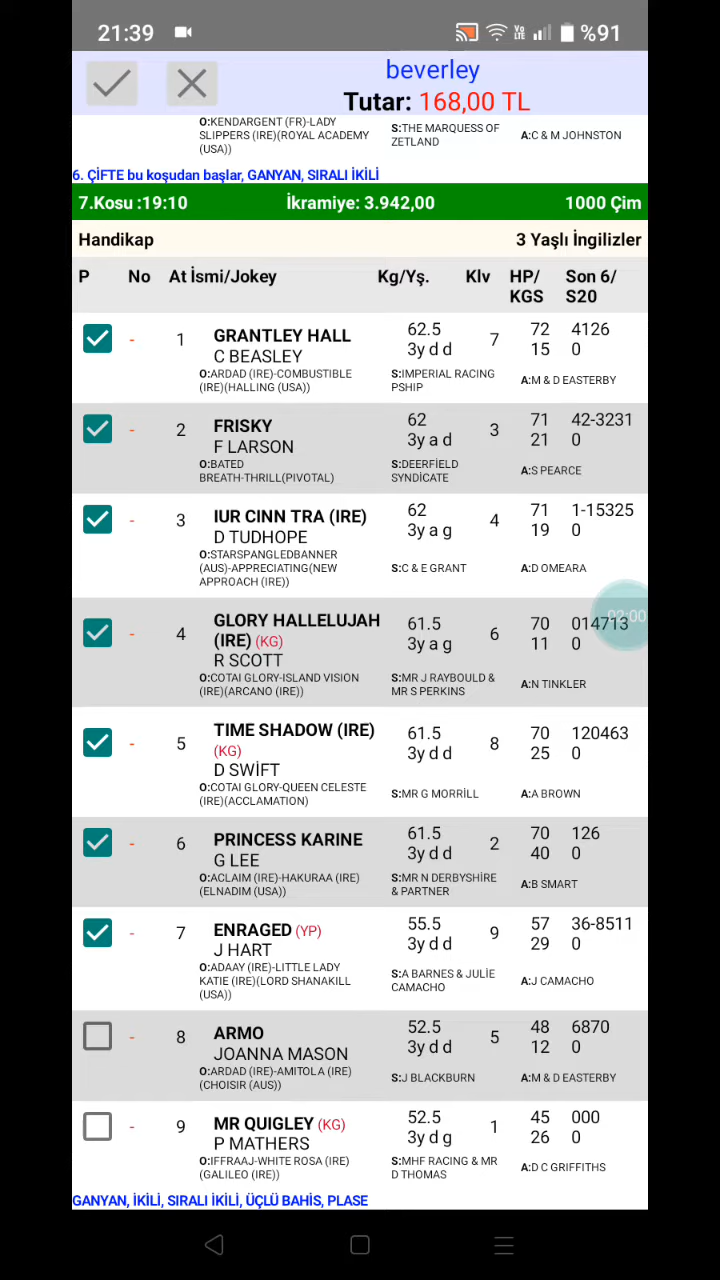 21:39 Vo LTE %91
beverley
Tutar: 168,00 TL
O:KENDARGENT (FR)-LADY SLIPPERS (IRE)(ROYAL ACADEMY (USA)) S:THE MARQUESS OF ZETLAND A:C & M JOHNSTON
6. ÇİFTE bu koşudan başlar, GANYAN, SIRALI İKİLİ
7.Kosu :19:10 İkramiye: 3.942,00 1000 Çim
Handikap 3 Yaşlı İngilizler
P No At İsmi/Jokey Kg/Yş. Klv HP/KGS Son 6/S20
- 1 GRANTLEY HALL 62.5 7 72 4126
C BEASLEY 3y d d 15 0
O:ARDAD (IRE)-COMBUSTIBLE (IRE)(HALLING (USA)) S:IMPERIAL RACING PSHIP A:M & D EASTERBY
- 2 FRISKY 62 3 71 42-3231
F LARSON 3y a d 21 0
O:BATED BREATH-THRILL(PIVOTAL) S:DEERFİELD SYNDİCATE A:S PEARCE
- 3 IUR CINN TRA (IRE) 62 4 71 1-15325
D TUDHOPE 3y a g 19 0
O:STARSPANGLEDBANNER (AUS)-APPRECIATING(NEW APPROACH (IRE)) S:C & E GRANT A:D OMEARA
- 4 GLORY HALLELUJAH (IRE) (KG) 61.5 6 70 014713
R SCOTT 3y a g 11 0
02:00
O:COTAI GLORY-ISLAND VISION (IRE)(ARCANO (IRE)) S:MR J RAYBOULD & MR S PERKINS A:N TINKLER
- 5 TIME SHADOW (IRE) (KG) 61.5 8 70 120463
D SWİFT 3y d d 25 0
O:COTAI GLORY-QUEEN CELESTE (IRE)(ACCLAMATION) S:MR G MORRİLL A:A BROWN
- 6 PRINCESS KARINE 61.5 2 70 126
G LEE 3y d d 40 0
O:ACLAIM (IRE)-HAKURAA (IRE)(ELNADIM (USA)) S:MR N DERBYSHİRE & PARTNER A:B SMART
- 7 ENRAGED (YP) 55.5 9 57 36-8511
J HART 3y d d 29 0
O:ADAAY (IRE)-LITTLE LADY KATIE (IRE)(LORD SHANAKILL (USA)) S:A BARNES & JULİE CAMACHO A:J CAMACHO
- 8 ARMO 52.5 5 48 6870
JOANNA MASON 3y d d 12 0
O:ARDAD (IRE)-AMITOLA (IRE)(CHOISIR (AUS)) S:J BLACKBURN A:M & D EASTERBY
- 9 MR QUIGLEY (KG) 52.5 1 45 000
P MATHERS 3y d g 26 0
O:IFFRAAJ-WHITE ROSA (IRE)(GALILEO (IRE)) S:MHF RACING & MR D THOMAS A:D C GRIFFITHS
GANYAN, İKİLİ, SIRALI İKİLİ, ÜÇLÜ BAHİS, PLASE